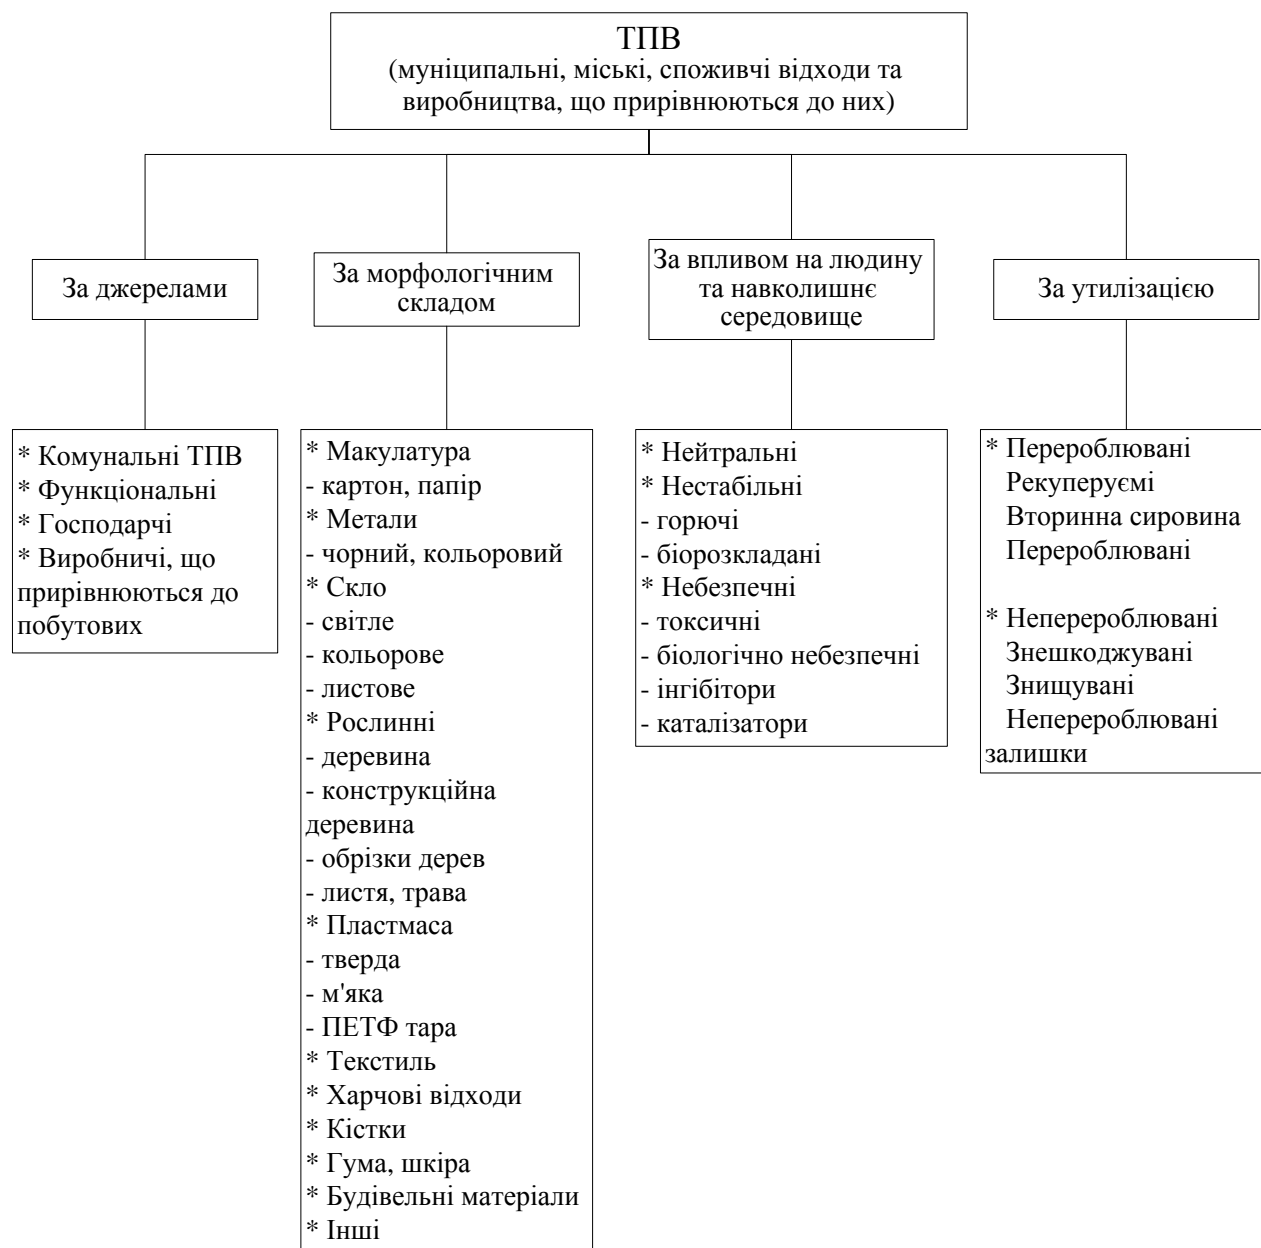 ТПВ
(муніципальні, міські, споживчі відходи та
виробництва, що прирівнюються до них)
За джерелами
За морфологічним
складом
За впливом на людину
та навколишнє
середовище
За утилізацією
* Комунальні ТПВ
* Функціональні
* Господарчі
* Виробничі, що
прирівнюються до
побутових
* Макулатура
- картон, папір
* Метали
- чорний, кольоровий
* Скло
- світле
- кольорове
- листове
* Рослинні
- деревина
- конструкційна
деревина
- обрізки дерев
- листя, трава
* Пластмаса
- тверда
- м'яка
- ПЕТФ тара
* Текстиль
* Харчові відходи
* Кістки
* Гума, шкіра
* Будівельні матеріали
* Інші
* Нейтральні
* Нестабільні
- горючі
- біорозкладані
* Небезпечні
- токсичні
- біологічно небезпечні
- інгібітори
- каталізатори
* Перероблювані
Рекуперуємі
Вторинна сировина
Перероблювані
* Неперероблювані
Знешкоджувані
Знищувані
Неперероблювані
залишки